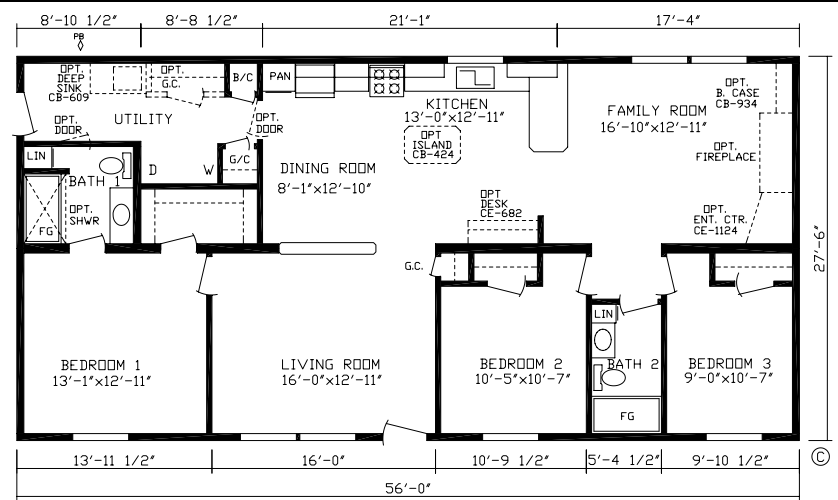 8'-10 1/2" 8'-8 1/2" 21'-1" 17'-4"
PB
OPT.
DEEP
SINK
CB-609
OPT.
G.C.
B/C
PAN
KITCHEN
13'-0"x12'-11"
OPT.
B. CASE
CB-934
FAMILY ROOM
16'-10"x12'-11"
OPT.
DOOR
UTILITY
OPT.
DOOR
OPT
ISLAND
CB-424
OPT.
FIREPLACE
LIN
BATH 1
D W
G/C
DINING ROOM
8'-1"x12'-10"
OPT.
SHWR
FG
OPT
DESK
CE-682
OPT.
ENT. CTR.
CE-1124
27'-6"
G.C.
LIN
BEDROOM 1
13'-1"x12'-11"
LIVING ROOM
16'-0"x12'-11"
BEDROOM 2
10'-5"x10'-7"
BATH 2
BEDROOM 3
9'-0"x10'-7"
FG
13'-11 1/2" 16'-0" 10'-9 1/2" 5'-4 1/2" 9'-10 1/2"
©
56'-0"